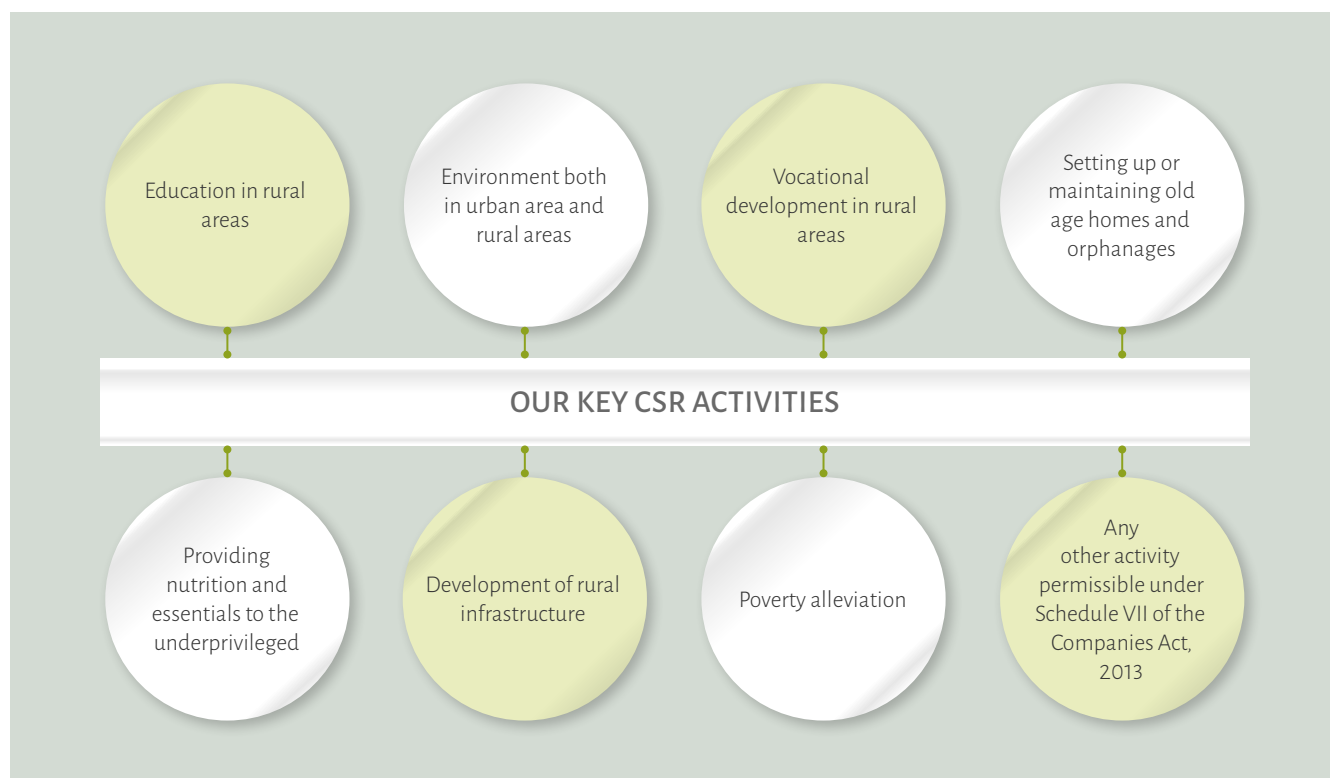 Education in rural
areas
Environment both
in urban area and
rural areas
Vocational
development in rural
areas
Setting up or
maintaining old
age homes and
orphanages
OUR KEY CSR ACTIVITIES
Providing
nutrition and
essentials to the
underprivileged
Development of rural
infrastructure
Poverty alleviation
Any
other activity
permissible under
Schedule VII of the
Companies Act,
2013